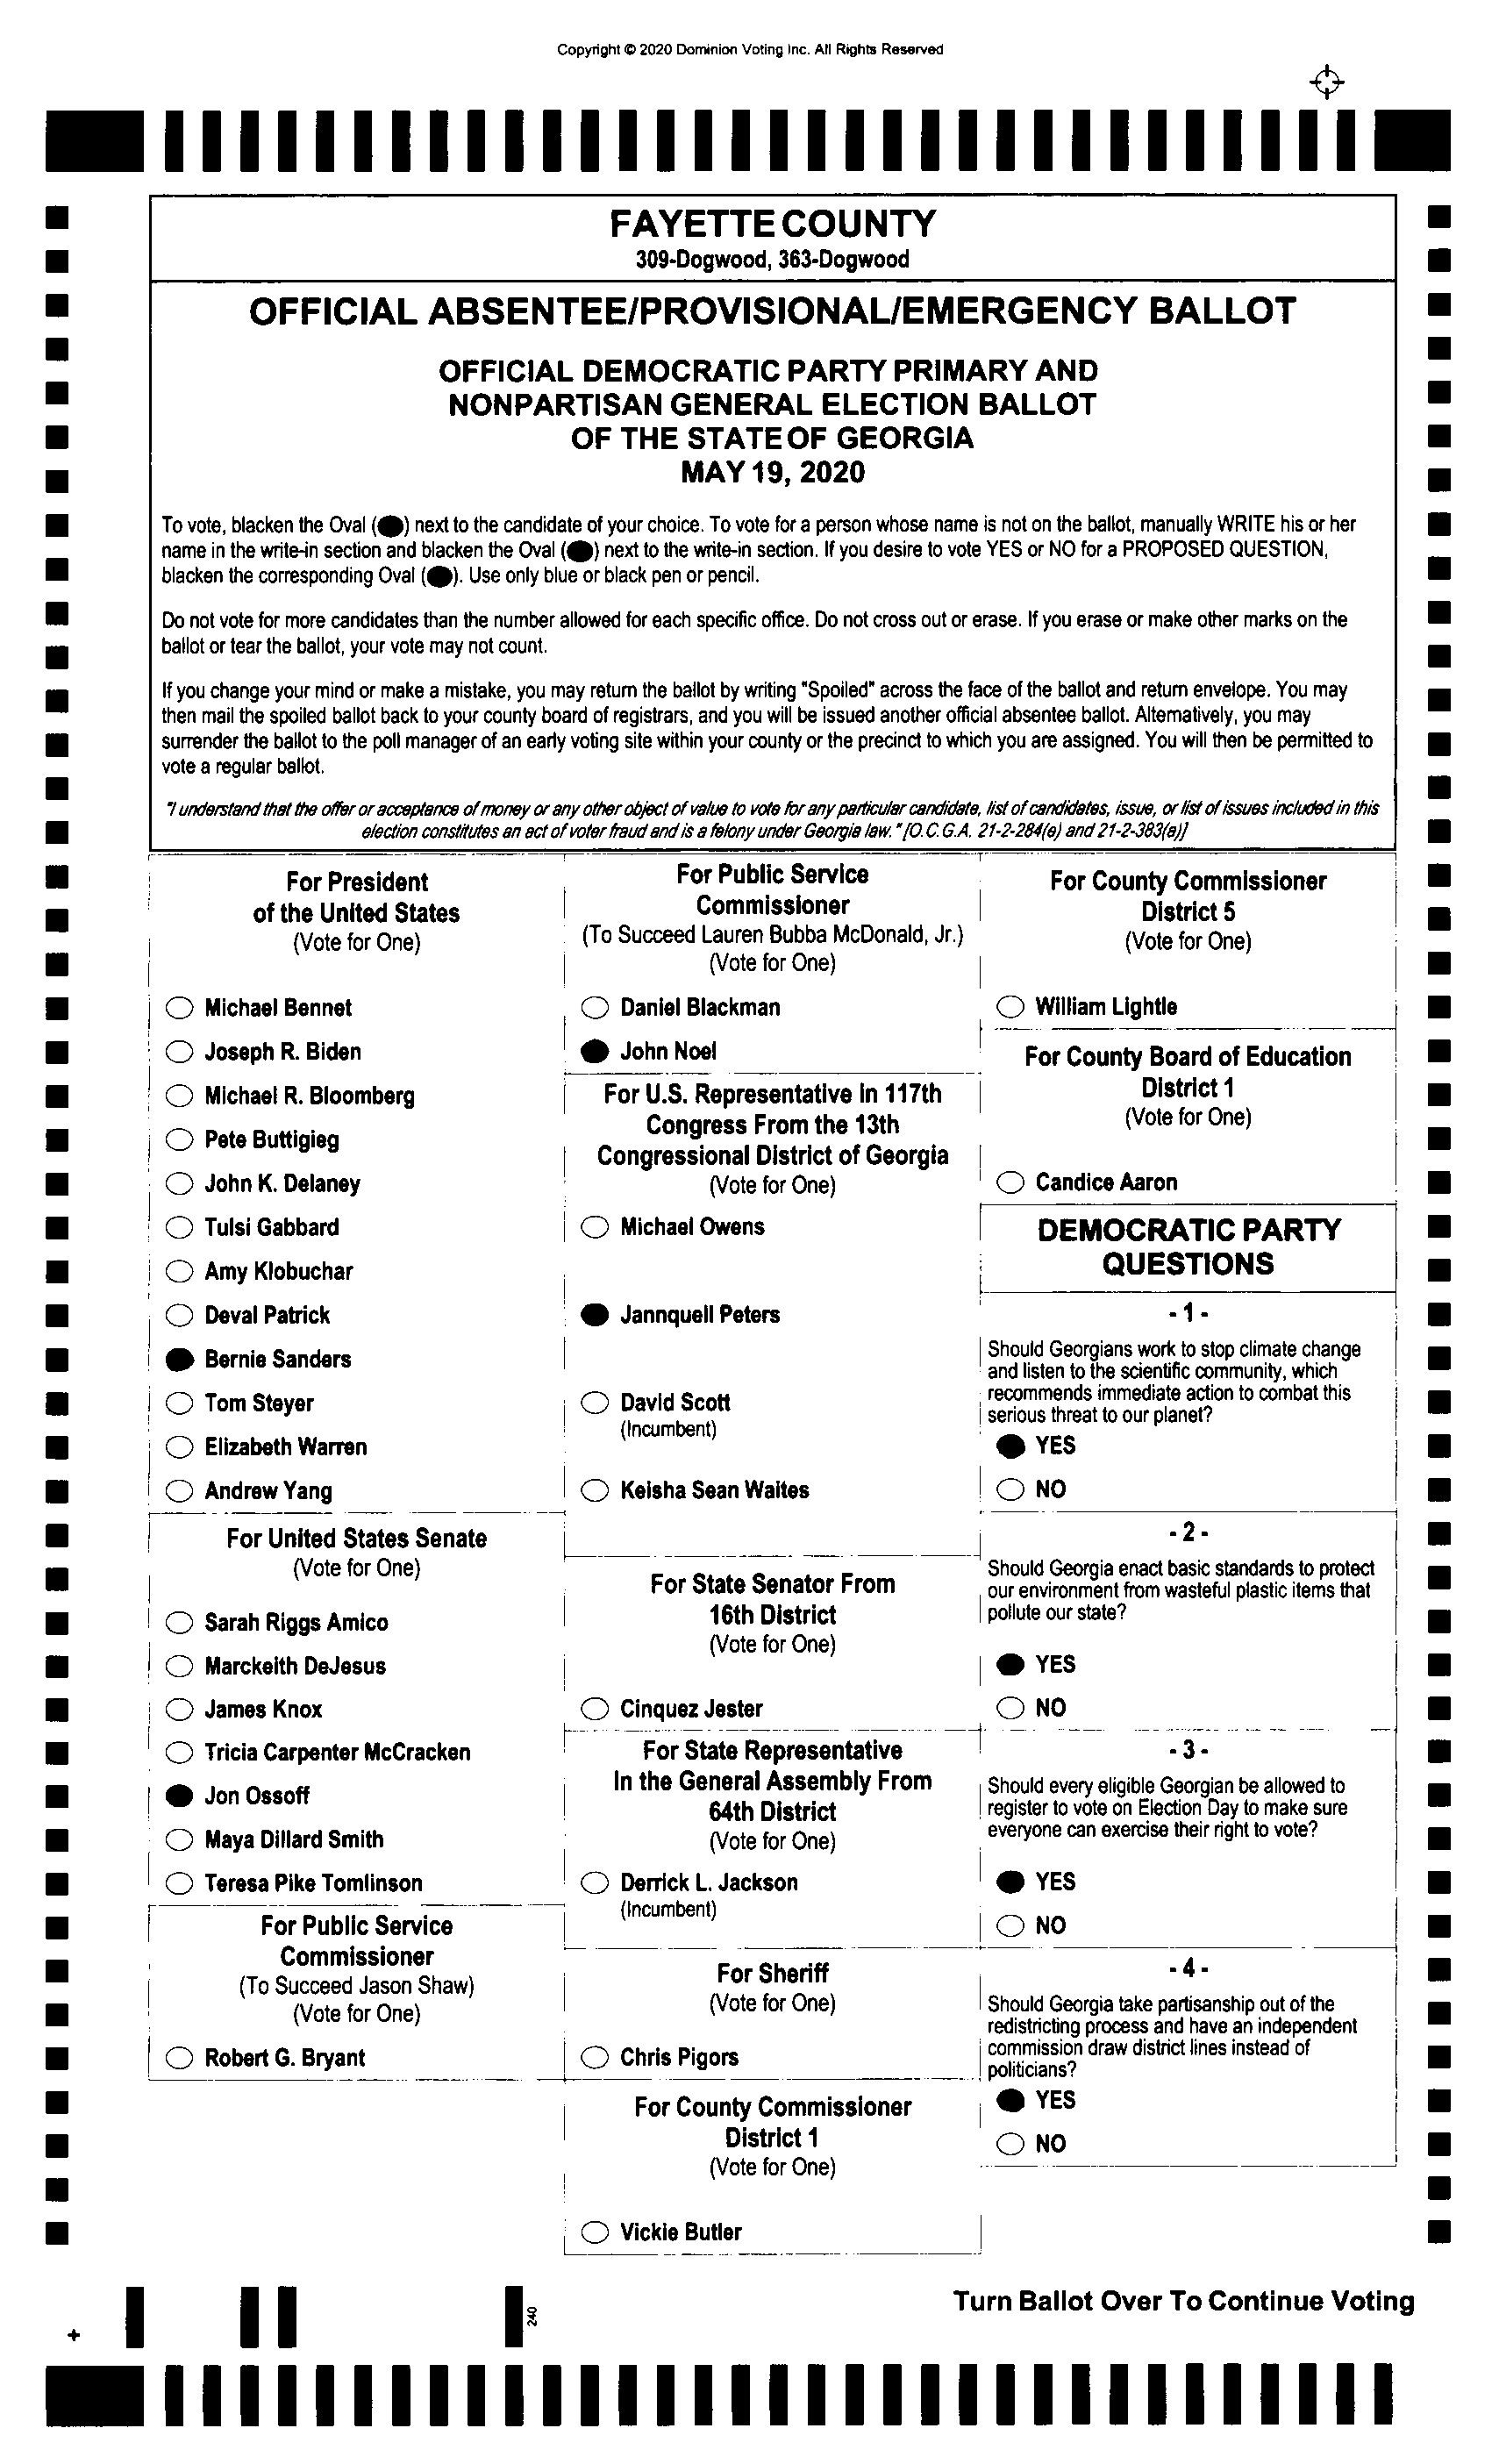 Copyright © 2020 Dominion Voting Inc. All Rights Reserved
FAYETTE COUNTY
309-Dogwood, 363-Dogwood
OFFICIAL ABSENTEE/PROVISIONAL/EMERGENCY BALLOT
OFFICIAL DEMOCRATIC PARTY PRIMARY AND
NONPARTISAN GENERAL ELECTION BALLOT
OF THE STATE OF GEORGIA
MAY 19, 2020
To vote, blacken the Oval ( ) next to the candidate of your choice. To vote for a person whose name is not on the ballot, manually WRITE his or her
name in the write-in section and blacken the Oval ( ) next to the write-in section. If you desire to vote YES or NO for a PROPOSED QUESTION,
blacken the corresponding Oval ( ). Use only blue or black pen or pencil.
Do not vote for more candidates than the number allowed for each specific office. Do not cross out or erase. If you erase or make other marks on the
ballot or tear the ballot, your vote may not count.
If you change your mind or make a mistake, you may return the ballot by writing "Spoiled" across the face of the ballot and return envelope. You may
then mail the spoiled ballot back to your county board of registrars, and you will be issued another official absentee ballot. Alternatively, you may
surrender the ballot to the poll manager of an early voting site within your county or the precinct to which you are assigned. You will then be permitted to
vote a regular ballot.
"I understand that the offer or acceptance of money or any other object of value to vote for any particular candidate, list of candidates, issue, or list of issues included in this
election constitutes an act of voter fraud and is a felony under Georgia law." [O.C.G.A. 21-2-284(e) and 21-2-383(a)]
For President
of the United States
(Vote for One)
Michael Bennet
Joseph R. Biden
Michael R. Bloomberg
Pete Buttigieg
John K. Delaney
Tulsi Gabbard
Amy Klobuchar
Deval Patrick
Bernie Sanders
Tom Steyer
Elizabeth Warren
Andrew Yang
For United States Senate
(Vote for One)
Sarah Riggs Amico
Marckeith DeJesus
James Knox
Tricia Carpenter McCracken
Jon Ossoff
Maya Dillard Smith
Teresa Pike Tomlinson
For Public Service
Commissioner
(To Succeed Jason Shaw)
(Vote for One)
Robert G. Bryant
For Public Service
Commissioner
(To Succeed Lauren Bubba McDonald, Jr.)
(Vote for One)
Daniel Blackman
John Noel
For U.S. Representative in 117th
Congress From the 13th
Congressional District of Georgia
(Vote for One)
Michael Owens
Jannquell Peters
David Scott
(Incumbent)
Keisha Sean Waites
For State Senator From
16th District
(Vote for One)
Cinquez Jester
For State Representative
In the General Assembly From
64th District
(Vote for One)
Derrick L. Jackson
(Incumbent)
For Sheriff
(Vote for One)
Chris Pigors
For County Commissioner
District 1
(Vote for One)
Vickie Butler
For County Commissioner
District 5
(Vote for One)
William Lightle
For County Board of Education
District 1
(Vote for One)
Candice Aaron
DEMOCRATIC PARTY
QUESTIONS
- 1 -
Should Georgians work to stop climate change
and listen to the scientific community, which
recommends immediate action to combat this
serious threat to our planet?
YES
NO
- 2 -
Should Georgia enact basic standards to protect
our environment from wasteful plastic items that
pollute our state?
YES
NO
- 3 -
Should every eligible Georgian be allowed to
register to vote on Election Day to make sure
everyone can exercise their right to vote?
YES
NO
- 4 -
Should Georgia take partisanship out of the
redistricting process and have an independent
commission draw district lines instead of
politicians?
YES
NO
Turn Ballot Over To Continue Voting
240
+